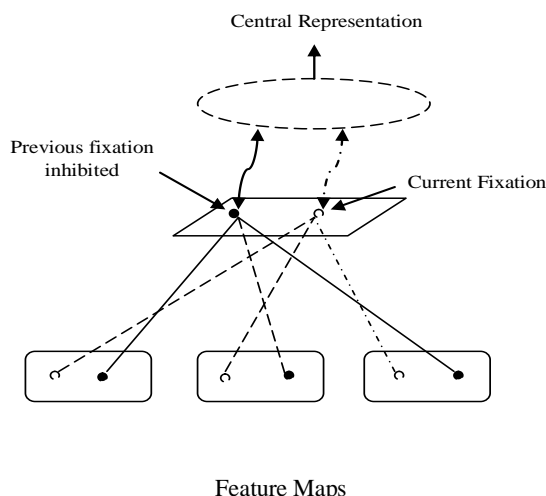 Central Representation
Previous fixation
inhibited
Current Fixation
Feature Maps